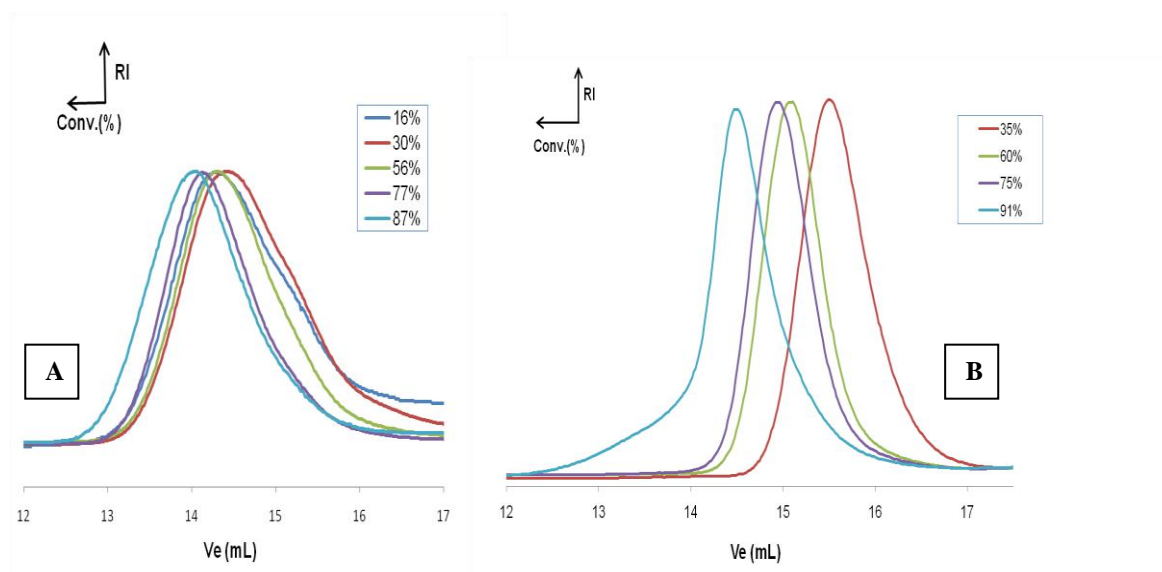 RI
Conv.(%)
16%
30%
56%
77%
87%
A
12 13 14 15 16 17
Ve (mL)
RI
Conv.(%)
35%
60%
75%
91%
B
12 13 14 15 16 17
Ve (mL)